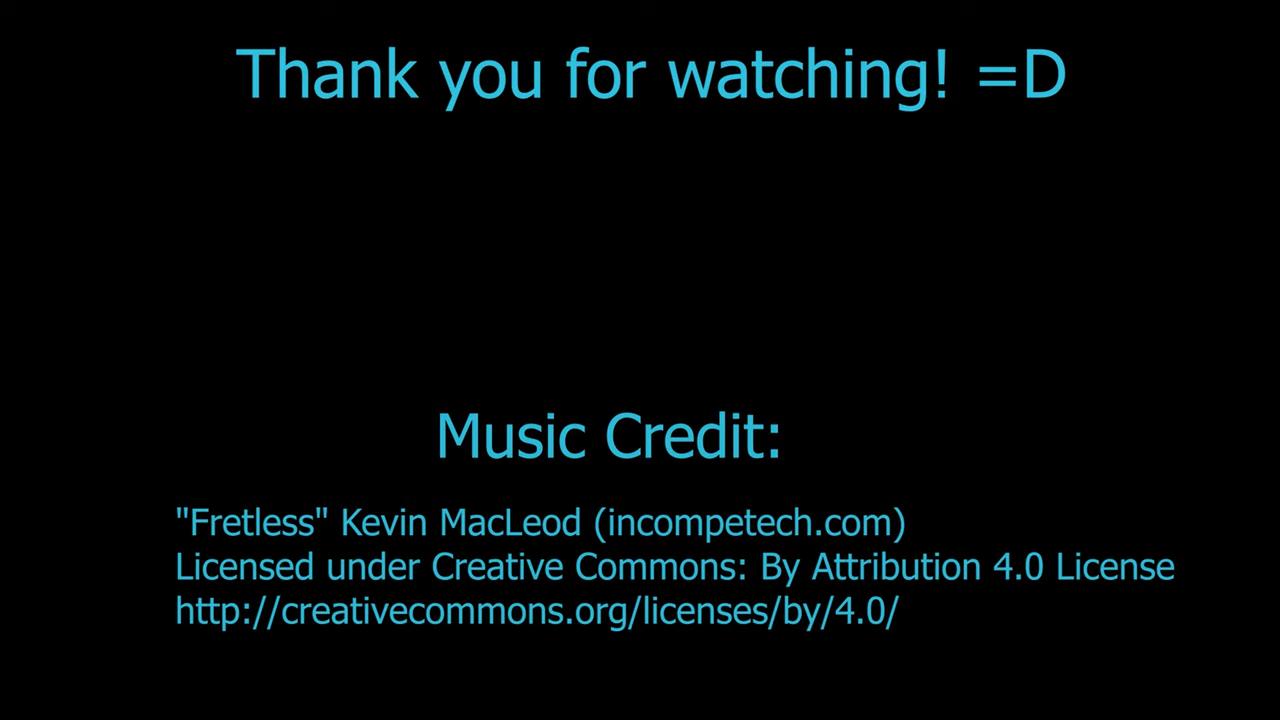 Thank you for watching! =D
Music Credit:
"Fretless" Kevin MacLeod (incompetech.com)
Licensed under Creative Commons: By Attribution 4.0 License
http://creativecommons.org/licenses/by/4.0/